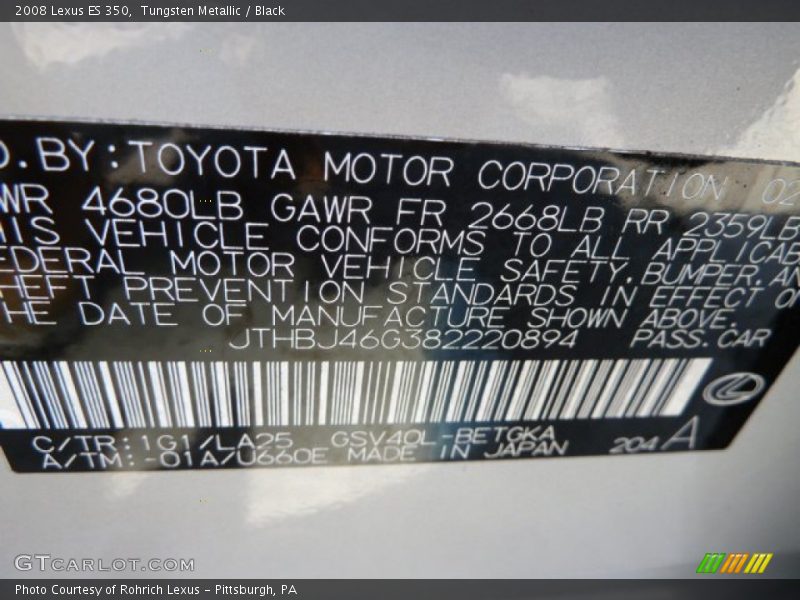 2008 Lexus ES 350, Tungsten Metallic / Black
D.BY:TOYOTA MOTOR CORPORATION 02
WR 4680LB GAWR FR 2668LB RR 2359LB
HIS VEHICLE CONFORMS TO ALL APPLICAB
EDERAL MOTOR VEHICLE SAFETY,BUMPER,AN
HEFT PREVENTION STANDARDS IN EFFECT O
HE DATE OF MANUFACTURE SHOWN ABOVE.
JTHBJ46G382220894 PASS.CAR
C/TR:1G1/LA25 GSV40L-BETGKA
A/TM:-01A/U660E MADE IN JAPAN 204 A
GTCARLOT.COM
Photo Courtesy of Rohrich Lexus - Pittsburgh, PA